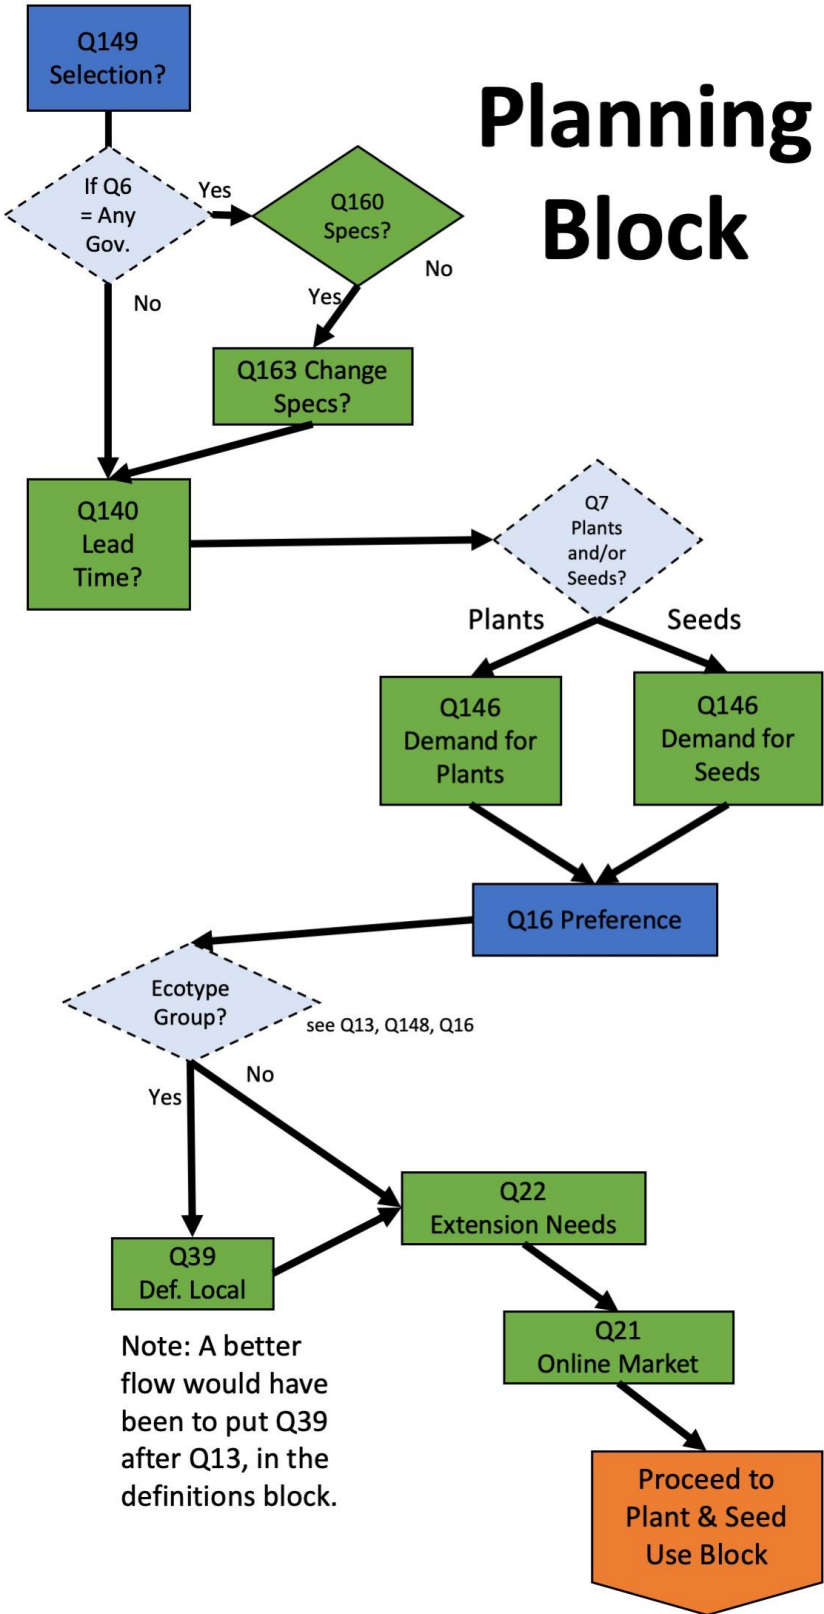 Planning
Block
Q149
Selection?
If Q6
= Any
Gov.
Yes
Q160
Specs?
No
No
Yes
Q163 Change
Specs?
Q140
Lead
Time?
Q7
Plants
and/or
Seeds?
Plants
Seeds
Q146
Demand for
Plants
Q146
Demand for
Seeds
Q16 Preference
Ecotype
Group?
see Q13, Q148, Q16
No
Yes
Q22
Extension Needs
Q39
Def. Local
Q21
Online Market
Note: A better
flow would have
been to put Q39
after Q13, in the
definitions block.
Proceed to
Plant & Seed
Use Block